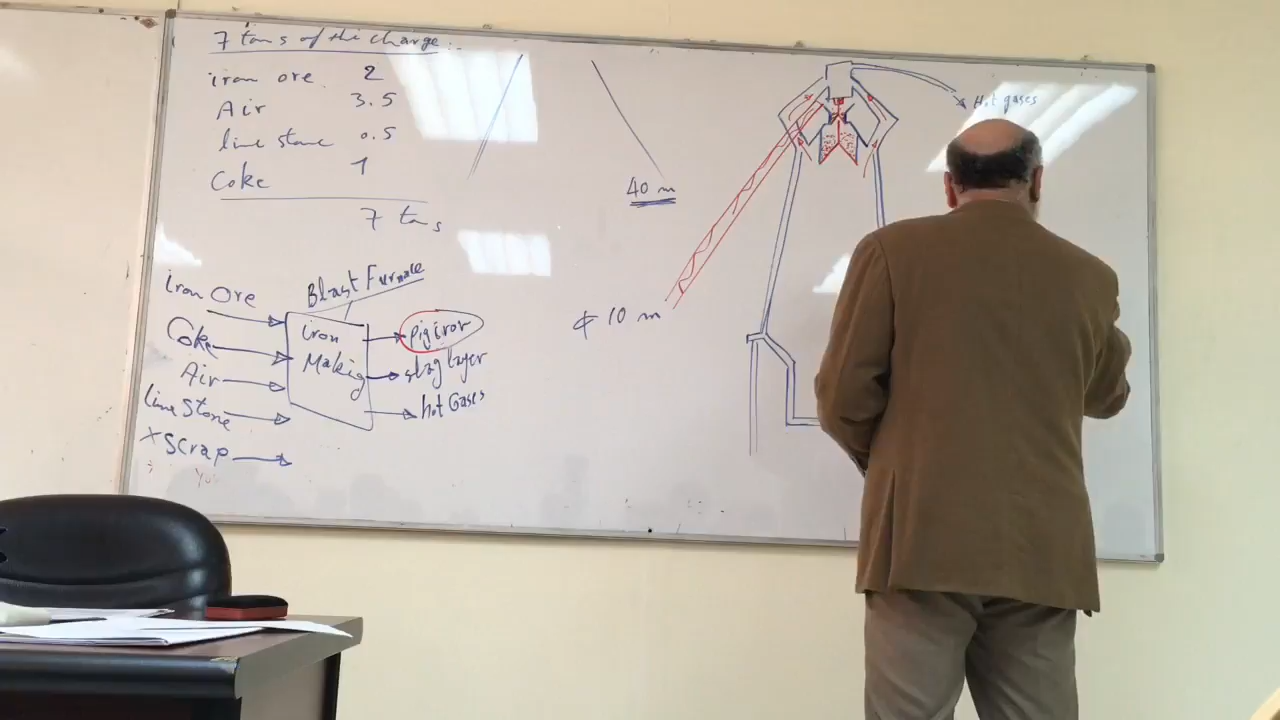 7 tons of the charge:
iron ore 2
Air 3.5
lime stone 0.5
Coke 1
7 tons
40 m
Hot gases
φ 10 m
Blast Furnace
Iron Ore
Coke
Air
lime Stone
x Scrap
iron
Making
pig iron
slag layer
hot Gases